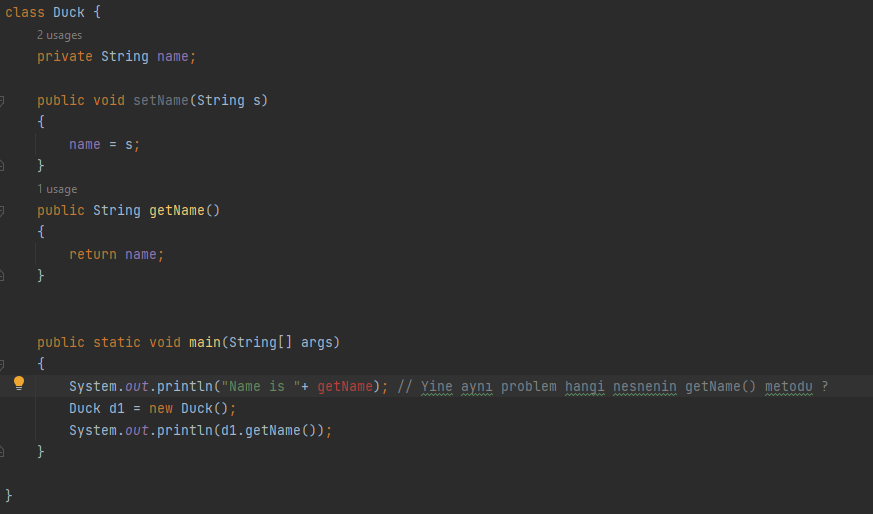 class Duck {
2 usages
private String name;
public void setName(String s)
{
name = s;
}
1 usage
public String getName()
{
return name;
}
public static void main(String[] args)
{
System.out.println("Name is "+ getName); // Yine aynı problem hangi nesnenin getName() metodu ?
Duck d1 = new Duck();
System.out.println(d1.getName());
}
}